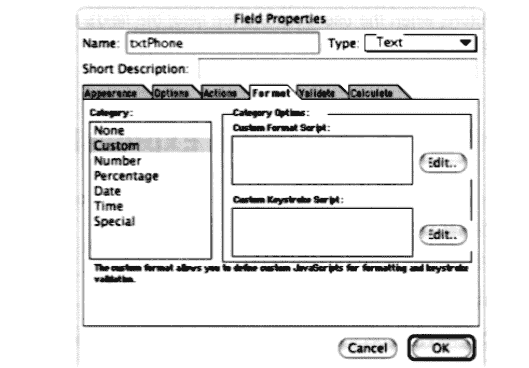 Field Properties
Name: txtPhone Type: Text
Short Description:
Appearance Options Actions Format Validate Calculate
Category: Category Options:
None
Custom
Number
Percentage
Date
Time
Special
Custom Format Script:
Edit..
Custom Keystroke Script:
Edit..
The custom format allows you to define custom JavaScripts for formatting and keystroke
validation.
Cancel OK